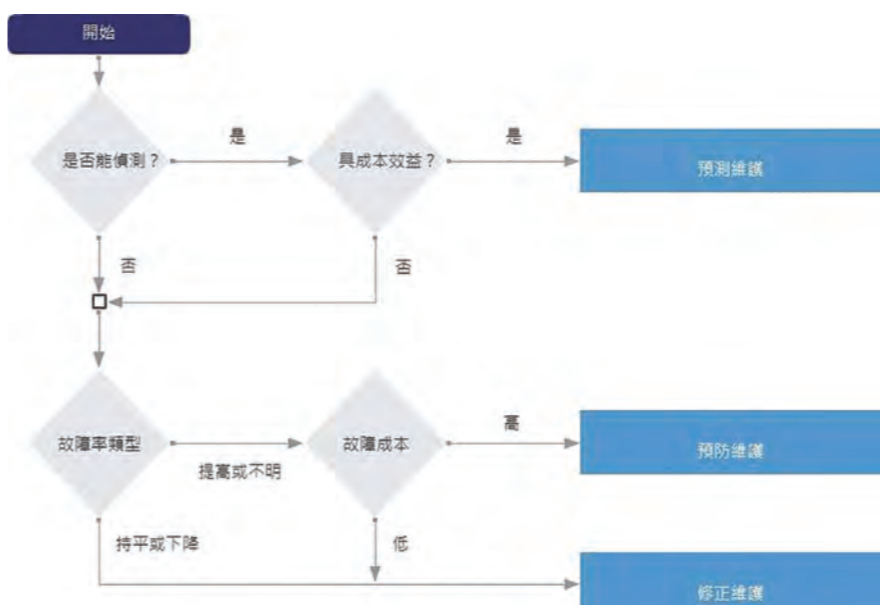 開始
是否能偵測？
是
具成本效益？
是
預測維護
否
否
故障率類型
提高或不明
故障成本
高
預防維護
持平或下降
低
修正維護